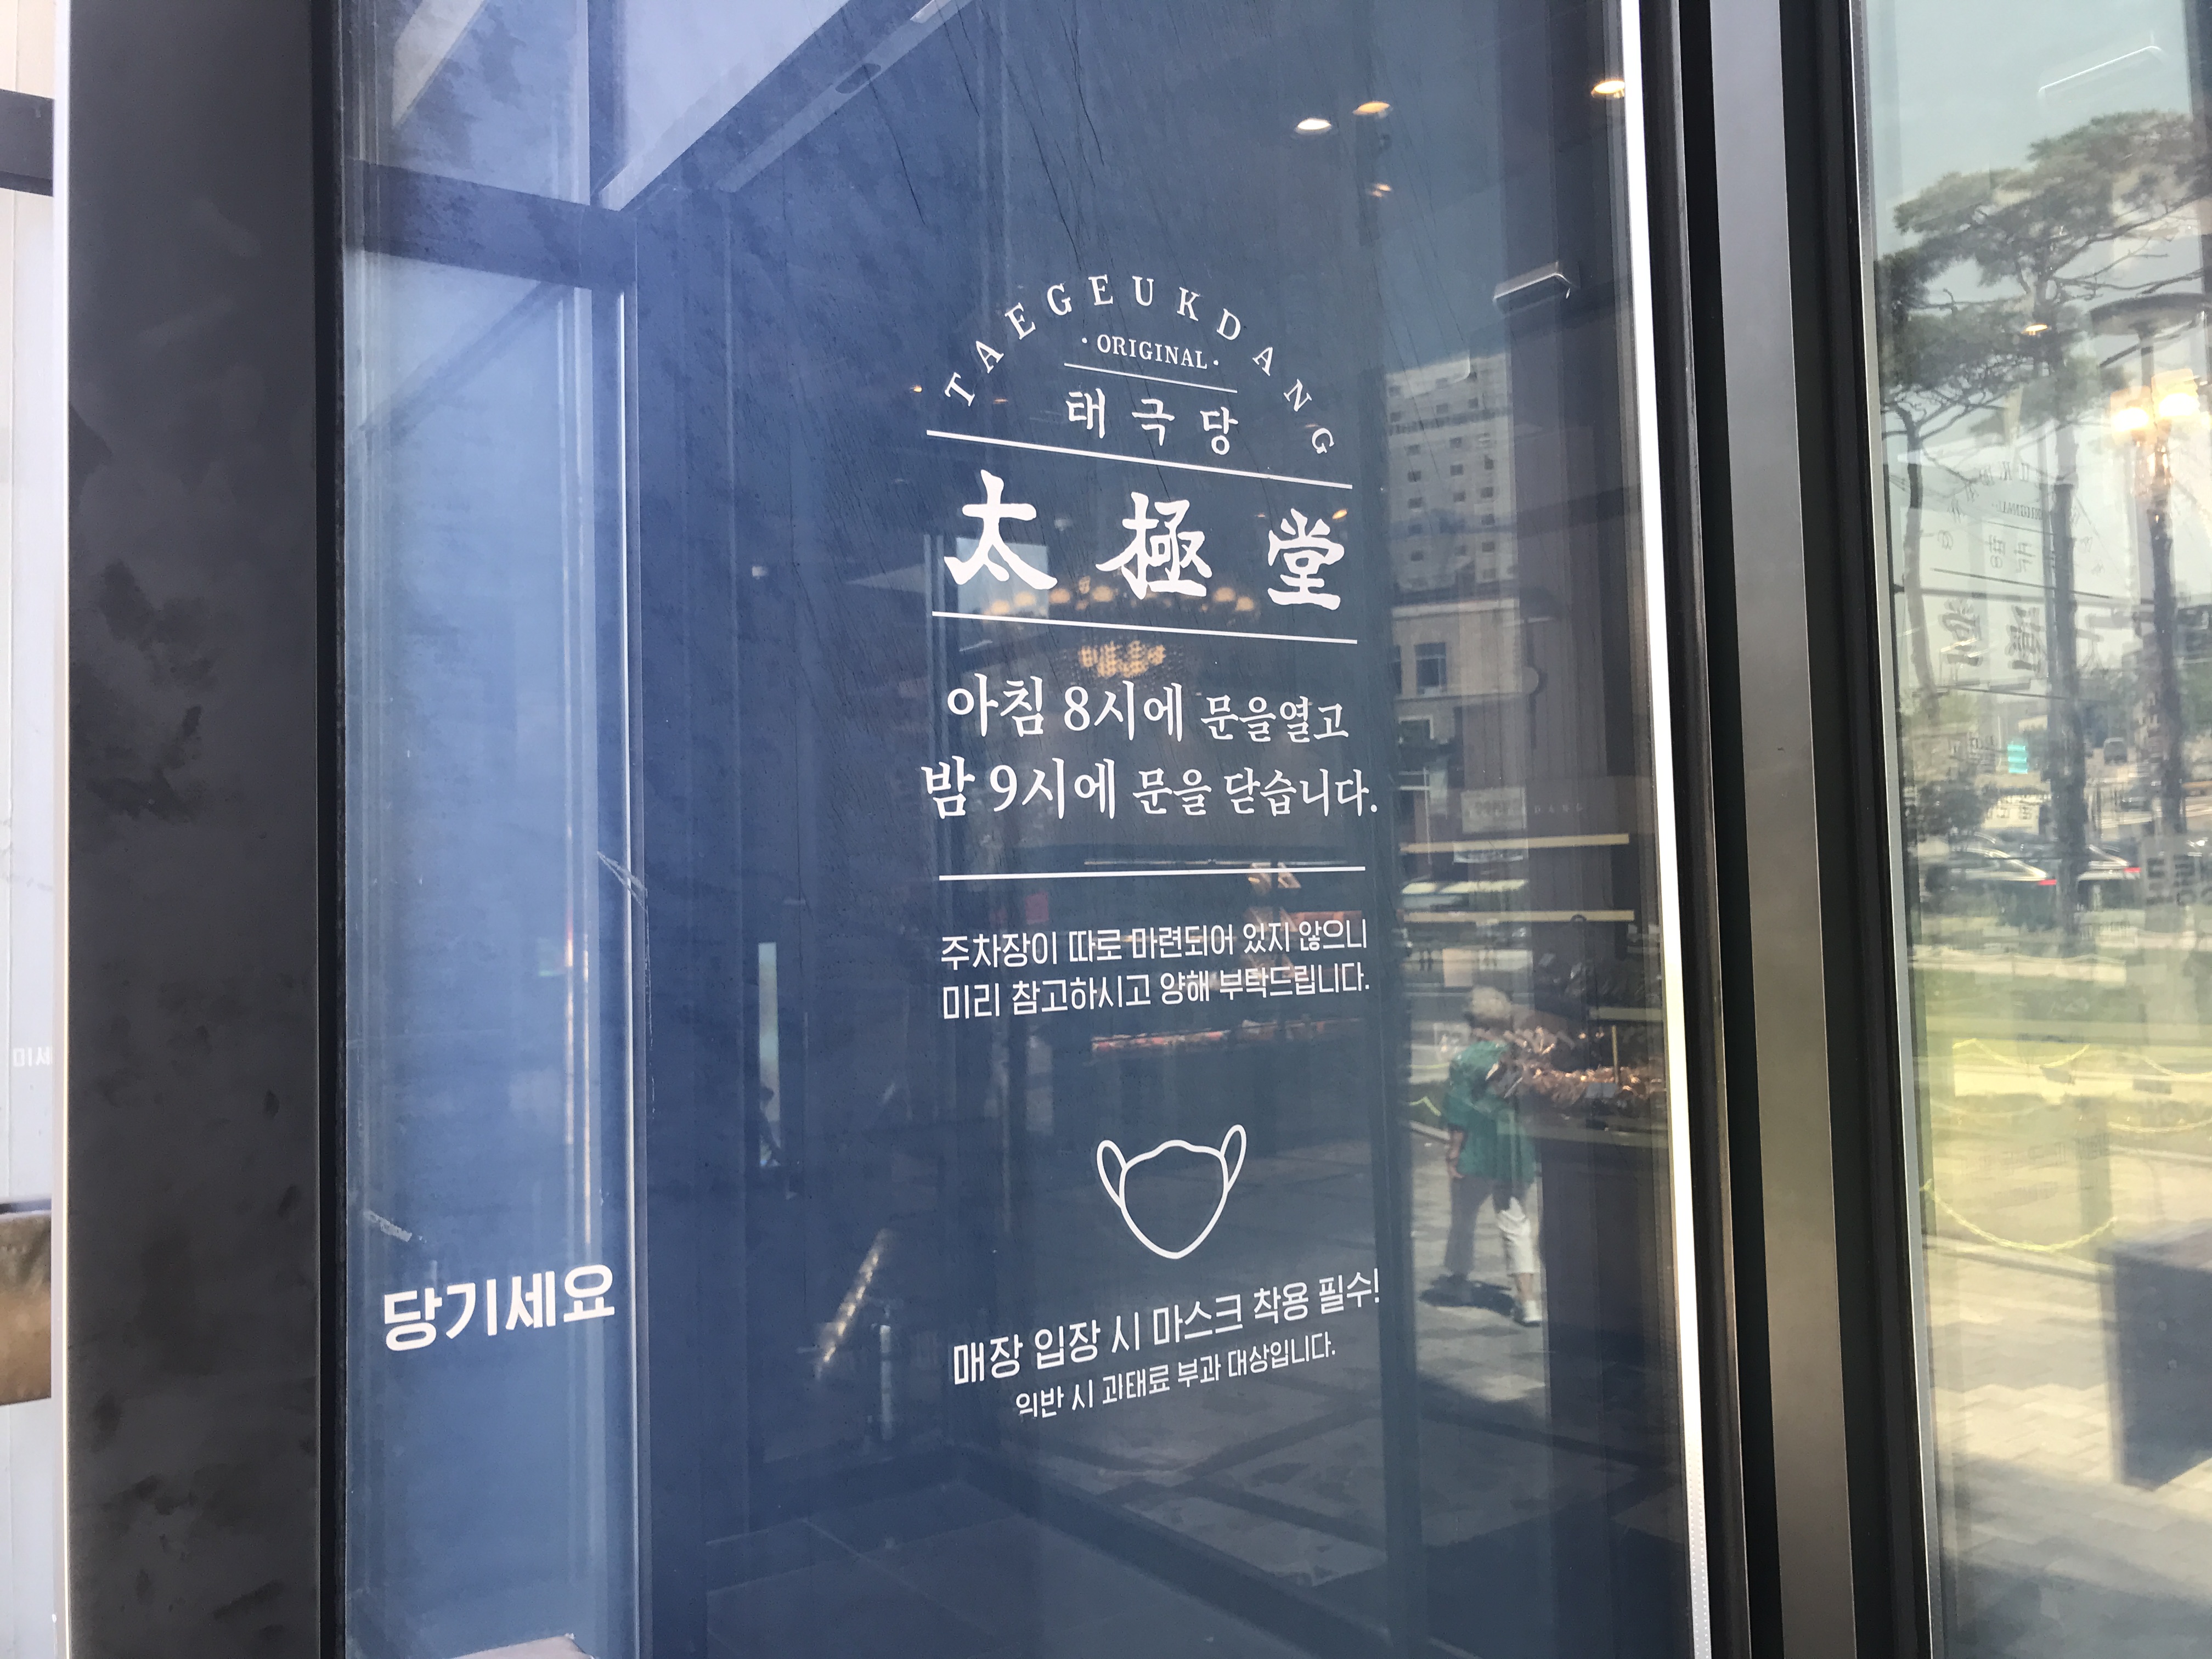 TAEGEUKDANG
· ORIGINAL ·
태극당
太極堂
아침 8시에 문을열고
밤 9시에 문을 닫습니다.
주차장이 따로 마련되어 있지 않으니
미리 참고하시고 양해 부탁드립니다.
당기세요
매장 입장 시 마스크 착용 필수!
위반 시 과태료 부과 대상입니다.